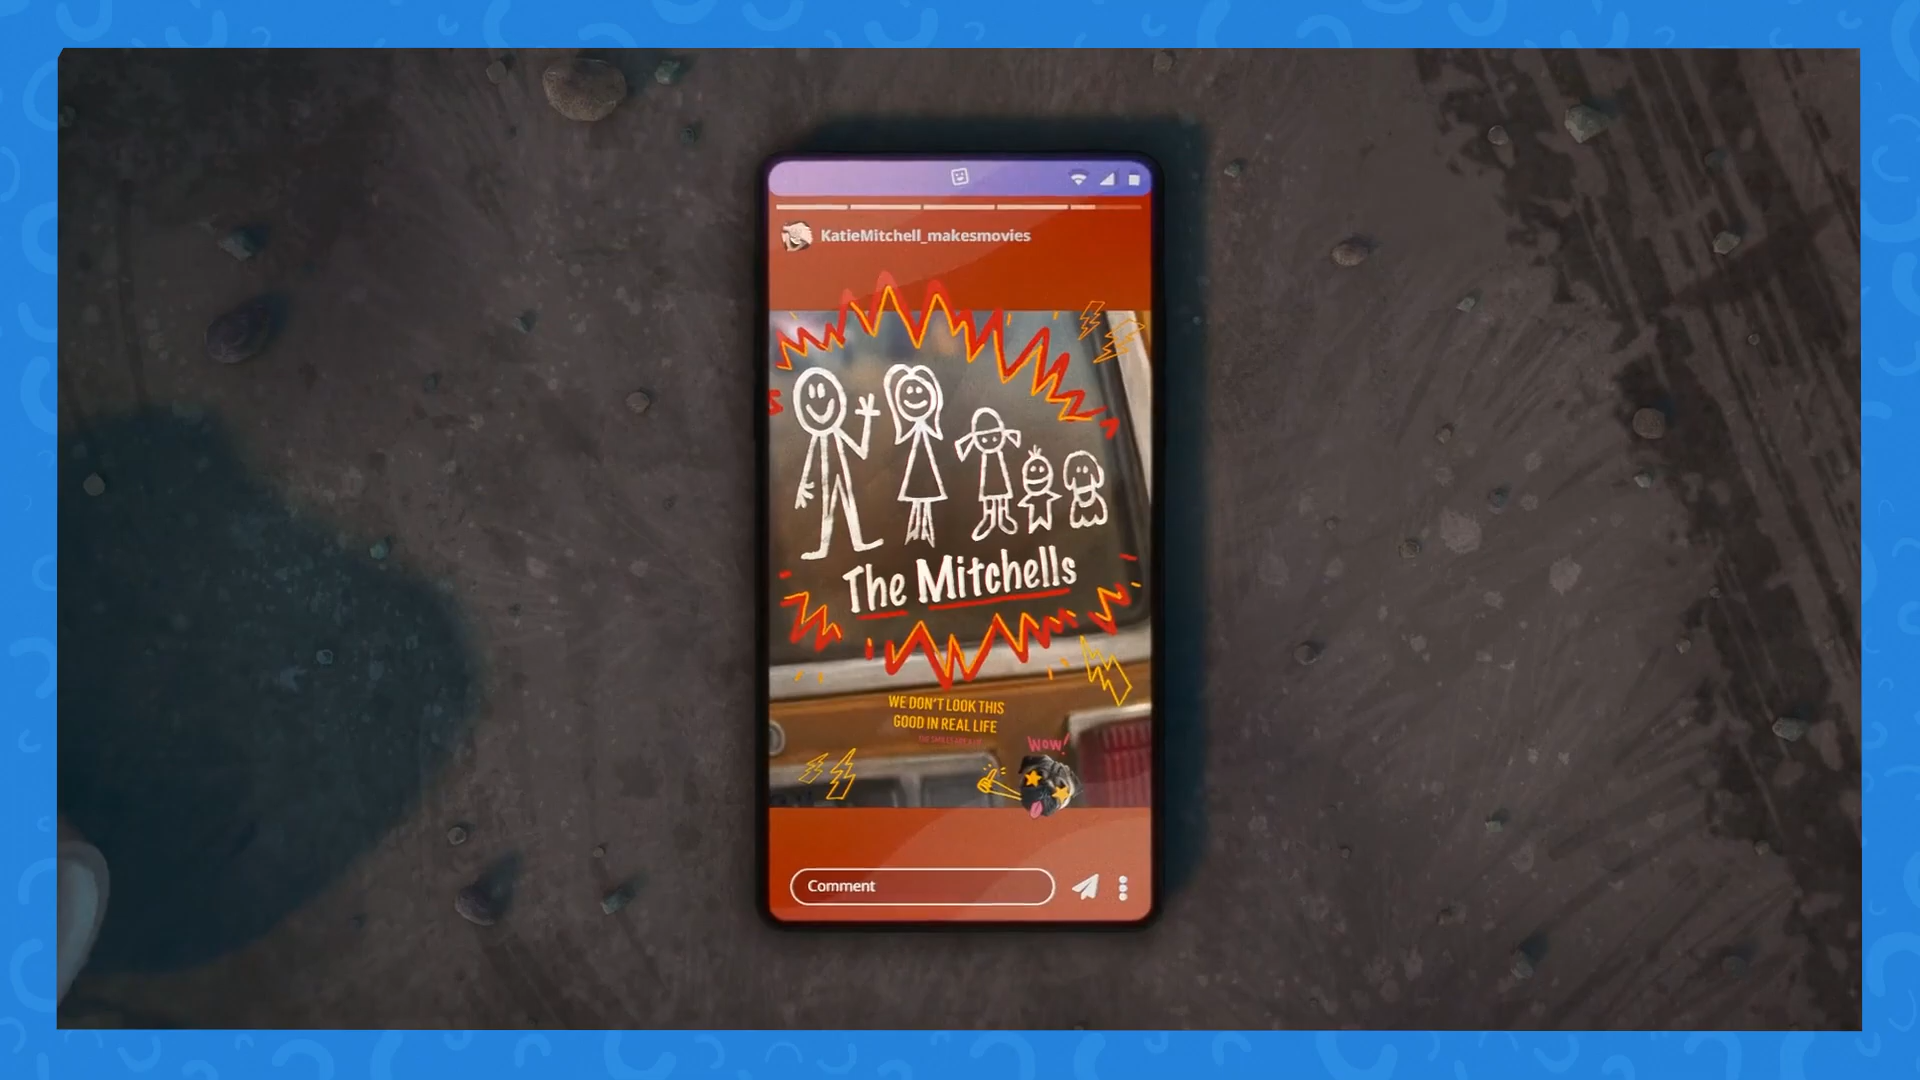 KatieMitchell_makesmovies
The Mitchells
WE DON'T LOOK THIS
GOOD IN REAL LIFE
Wow!
Comment